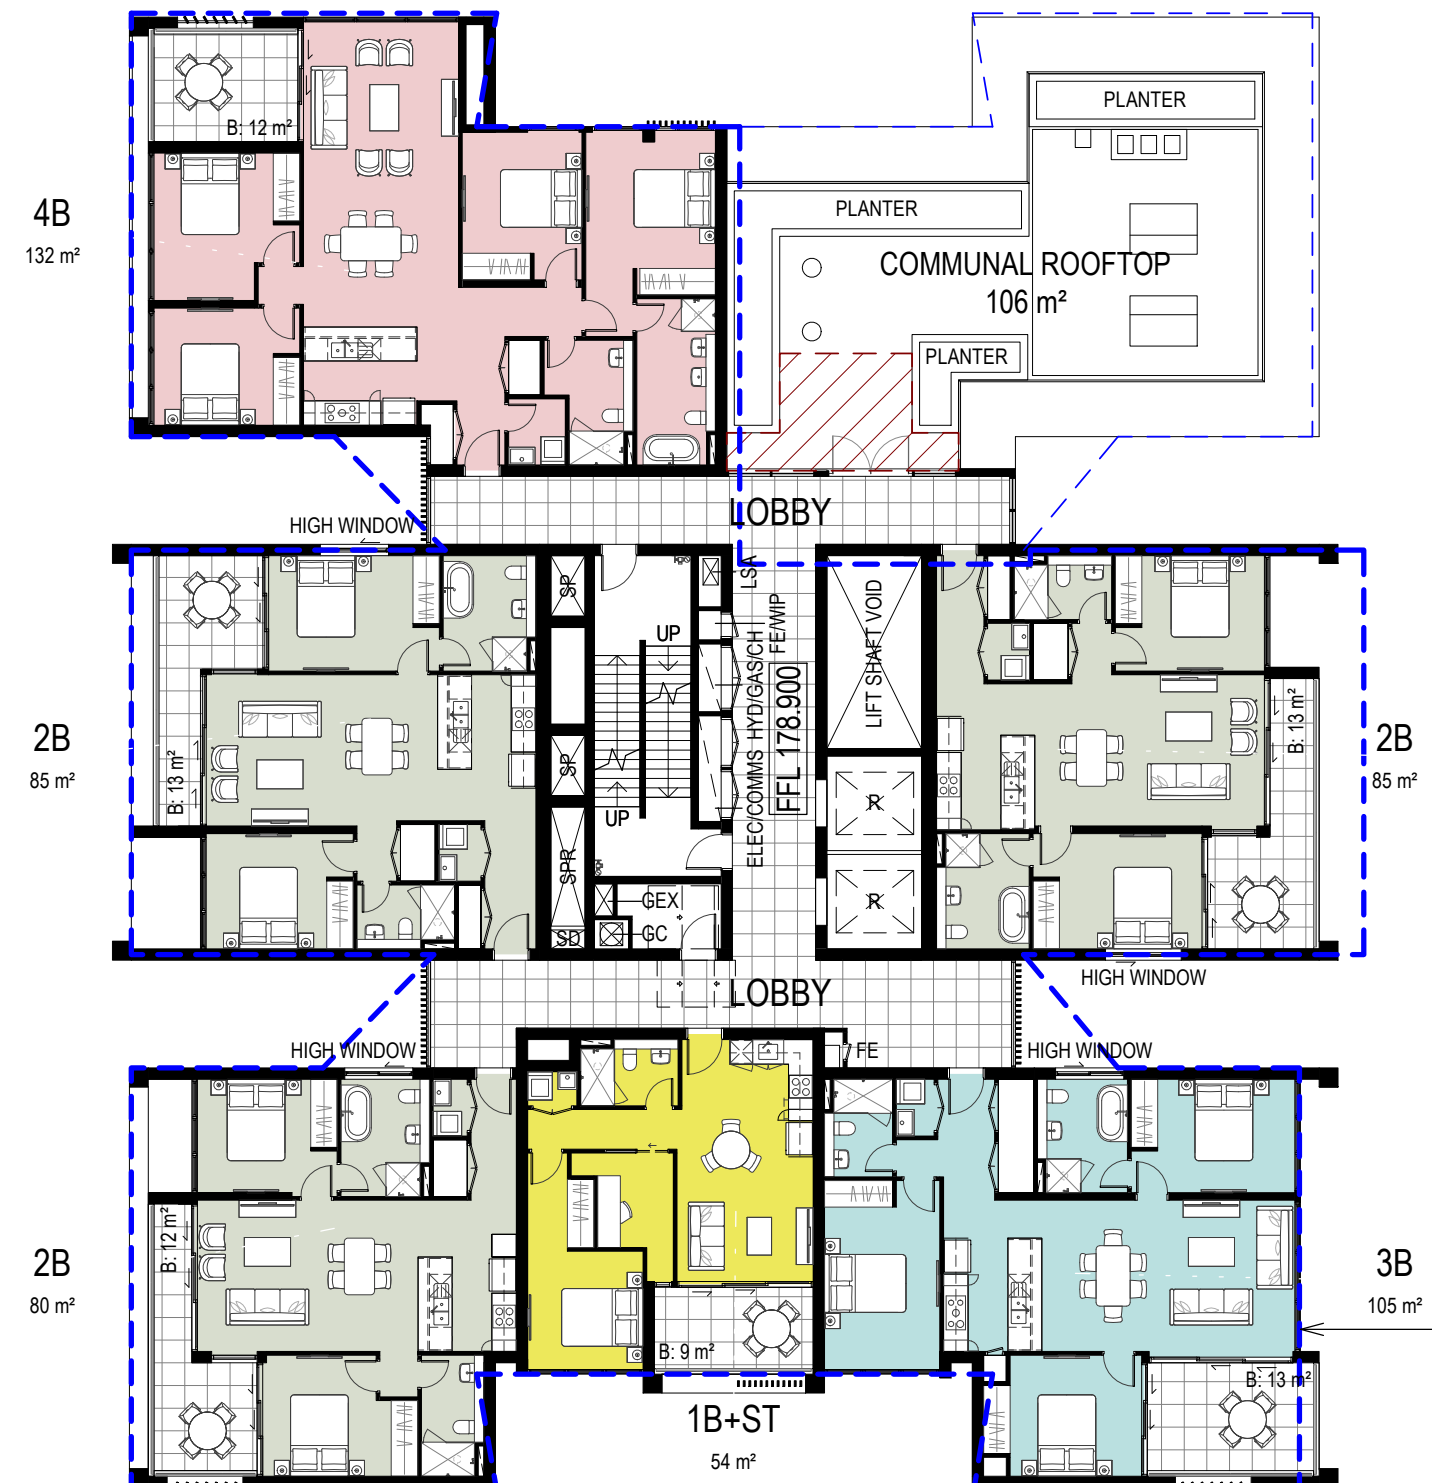 PLANTER
B: 12 m²
4B
132 m²
PLANTER
COMMUNAL ROOFTOP
106 m²
PLANTER
LOBBY
HIGH WINDOW
SP
LSA
UP
FE/WIP
ELEC/COMMS HYD/GAS/CH
FFL 178.900
LIFT SHAFT VOID
2B
85 m²
B: 13 m²
SP
UP
R
B: 13 m²
2B
85 m²
SPR
R
GEX
GC
SD
LOBBY
HIGH WINDOW
HIGH WINDOW
FE
HIGH WINDOW
B: 12 m²
2B
80 m²
3B
105 m²
B: 9 m²
B: 13 m²
1B+ST
54 m²